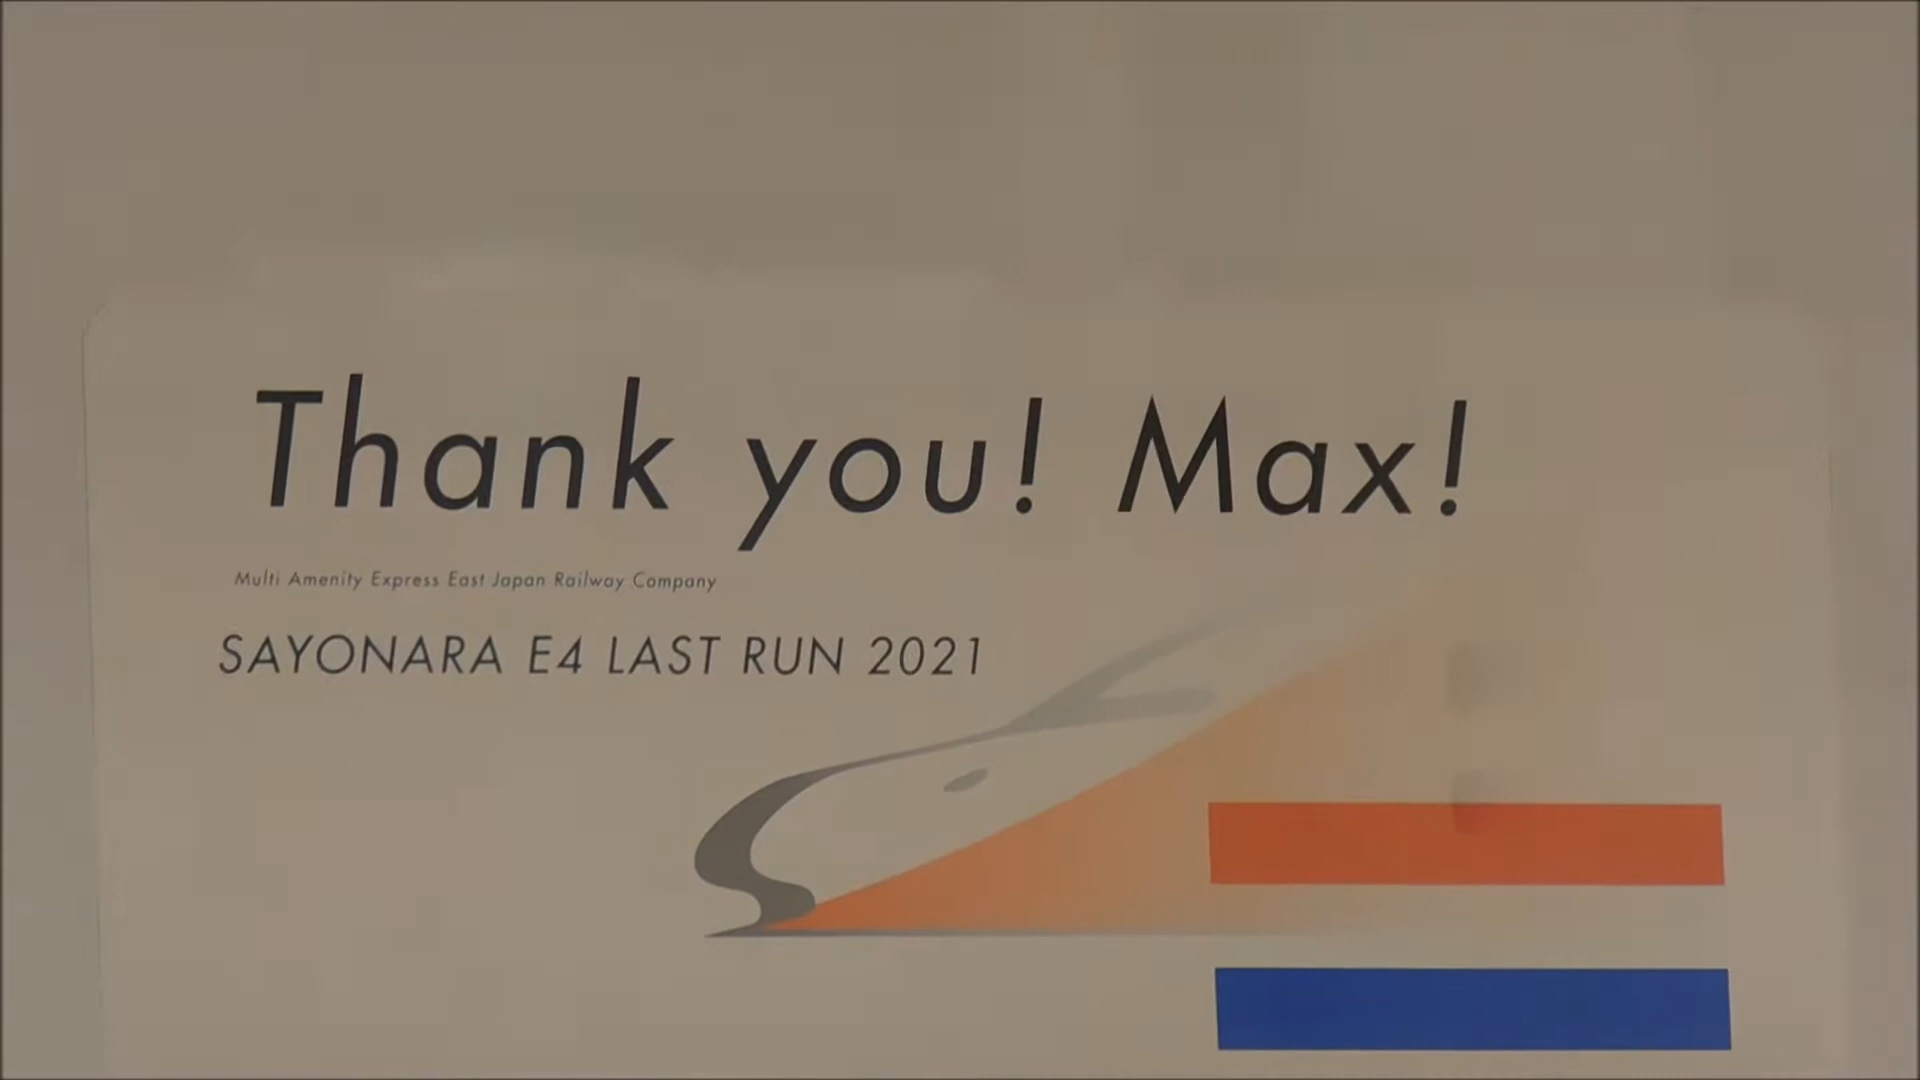 Thank you! Max!
Multi Amenity Express East Japan Railway Company
SAYONARA E4 LAST RUN 2021